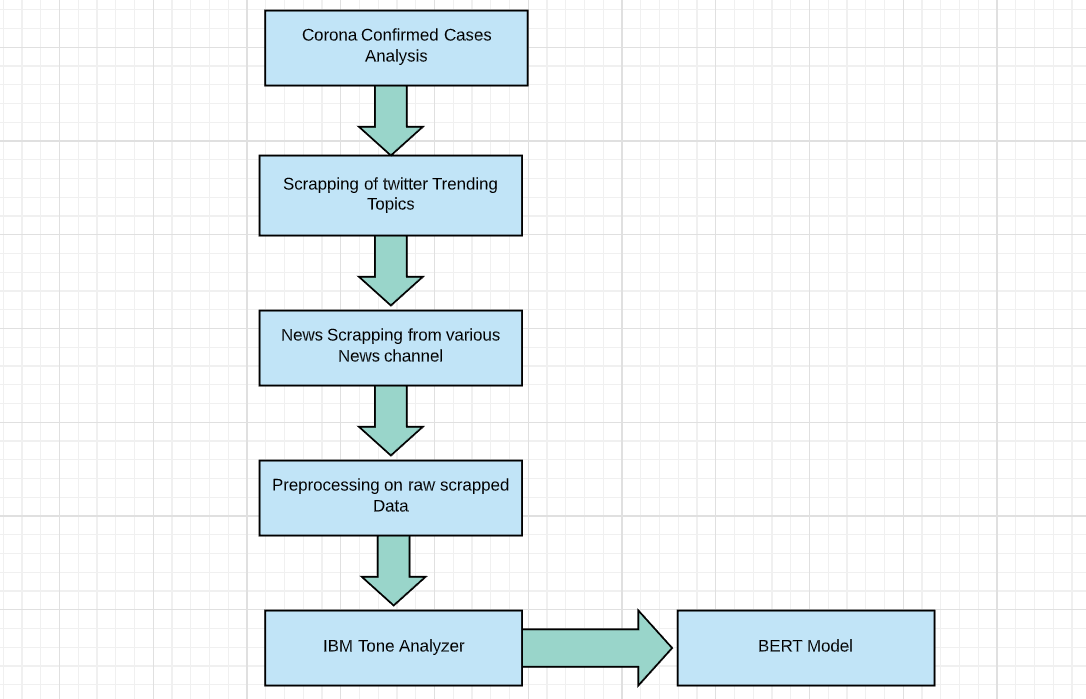 Corona Confirmed Cases
Analysis
Scrapping of twitter Trending
Topics
News Scrapping from various
News channel
Preprocessing on raw scrapped
Data
IBM Tone Analyzer
BERT Model